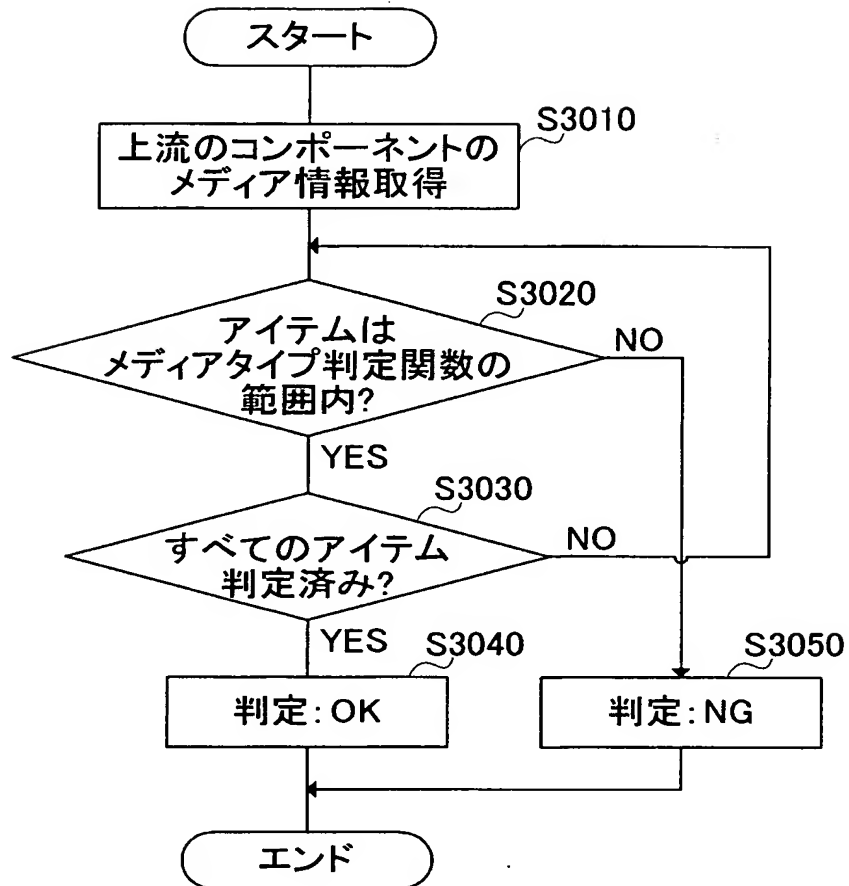 スタート
S3010
上流のコンポーネントの
メディア情報取得
S3020
アイテムは
メディアタイプ判定関数の
範囲内?
NO
YES
S3030
すべてのアイテム
判定済み?
NO
YES
S3040
判定:OK
S3050
判定:NG
エンド